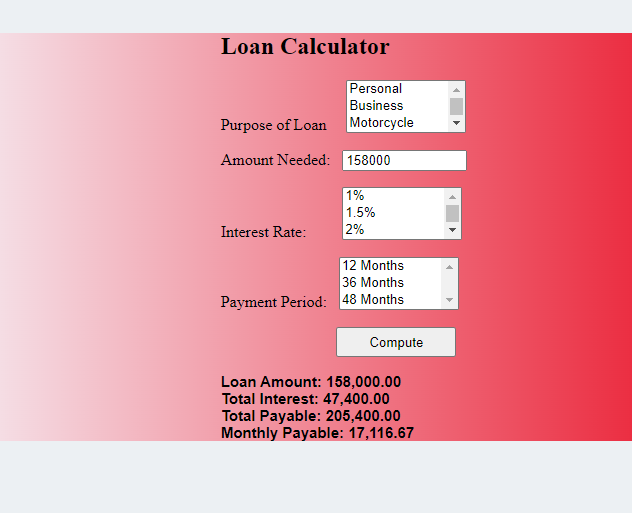 Loan Calculator
Personal
Business
Purpose of Loan Motorcycle
Amount Needed: 158000
1%
1.5%
Interest Rate: 2%
12 Months
36 Months
Payment Period: 48 Months
Compute
Loan Amount: 158,000.00
Total Interest: 47,400.00
Total Payable: 205,400.00
Monthly Payable: 17,116.67